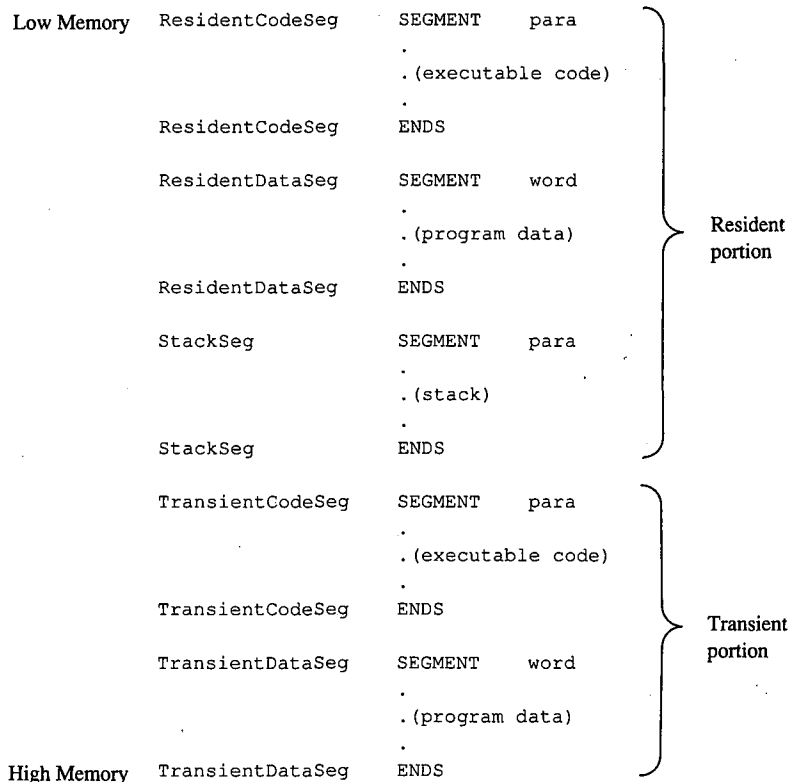 Low Memory ResidentCodeSeg SEGMENT para
.
. (executable code)
.
ResidentCodeSeg ENDS
ResidentDataSeg SEGMENT word
.
. (program data)
.
ResidentDataSeg ENDS
StackSeg SEGMENT para
.
. (stack)
.
StackSeg ENDS
Resident
portion
TransientCodeSeg SEGMENT para
.
. (executable code)
.
TransientCodeSeg ENDS
TransientDataSeg SEGMENT word
.
. (program data)
.
High Memory TransientDataSeg ENDS
Transient
portion